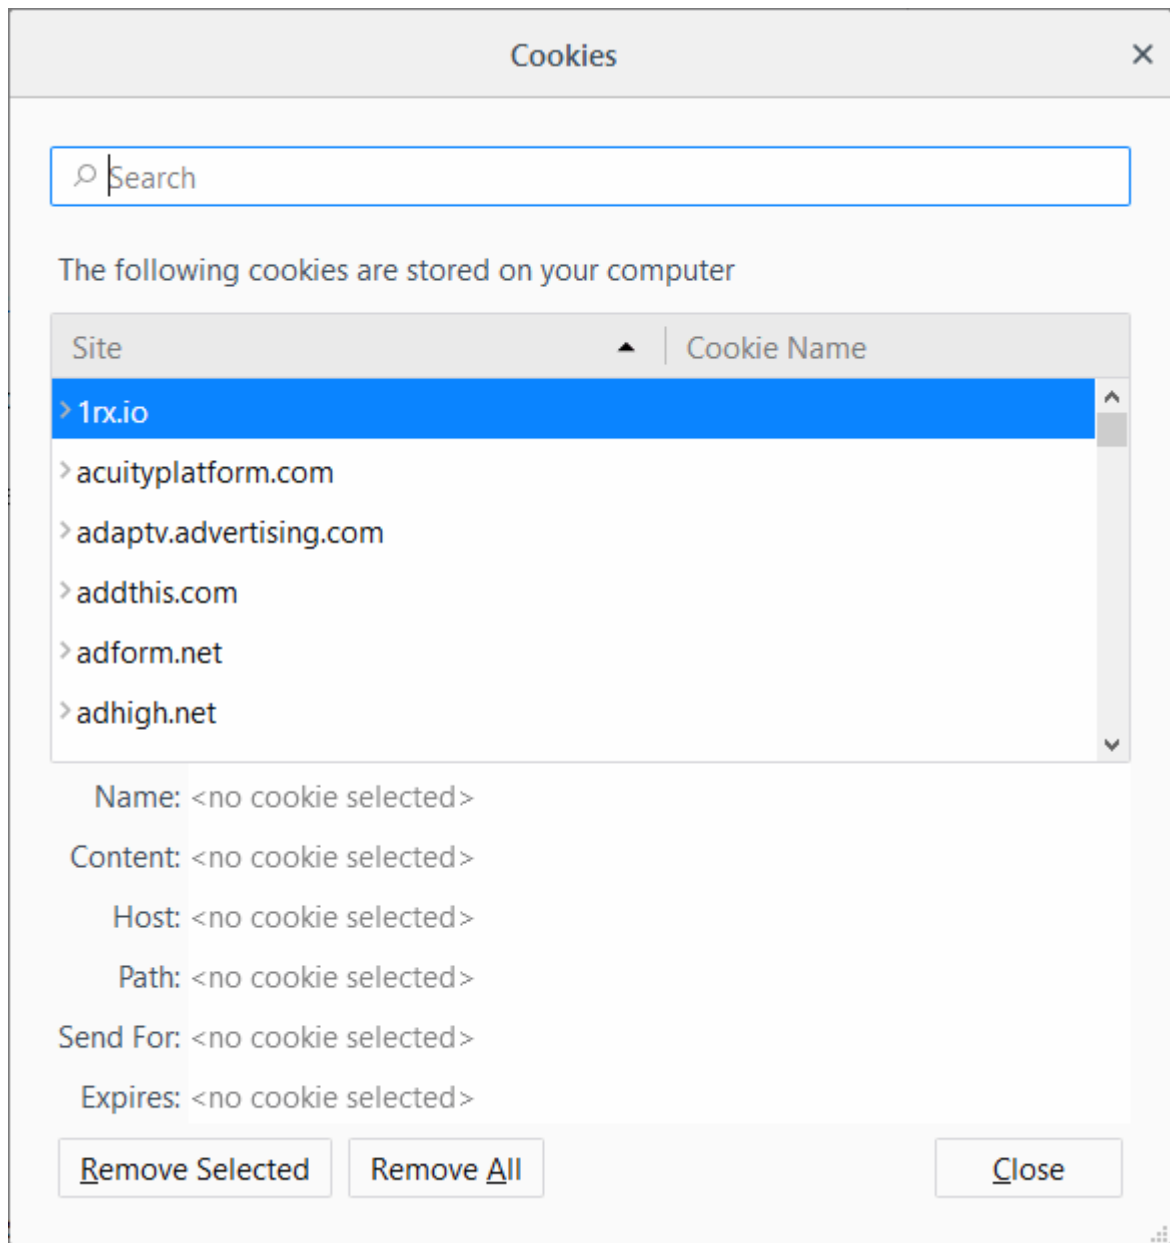 Cookies
Search
The following cookies are stored on your computer
Site Cookie Name
1rx.io
acuityplatform.com
adaptv.advertising.com
addthis.com
adform.net
adhigh.net
Name: <no cookie selected>
Content: <no cookie selected>
Host: <no cookie selected>
Path: <no cookie selected>
Send For: <no cookie selected>
Expires: <no cookie selected>
Remove Selected Remove All Close